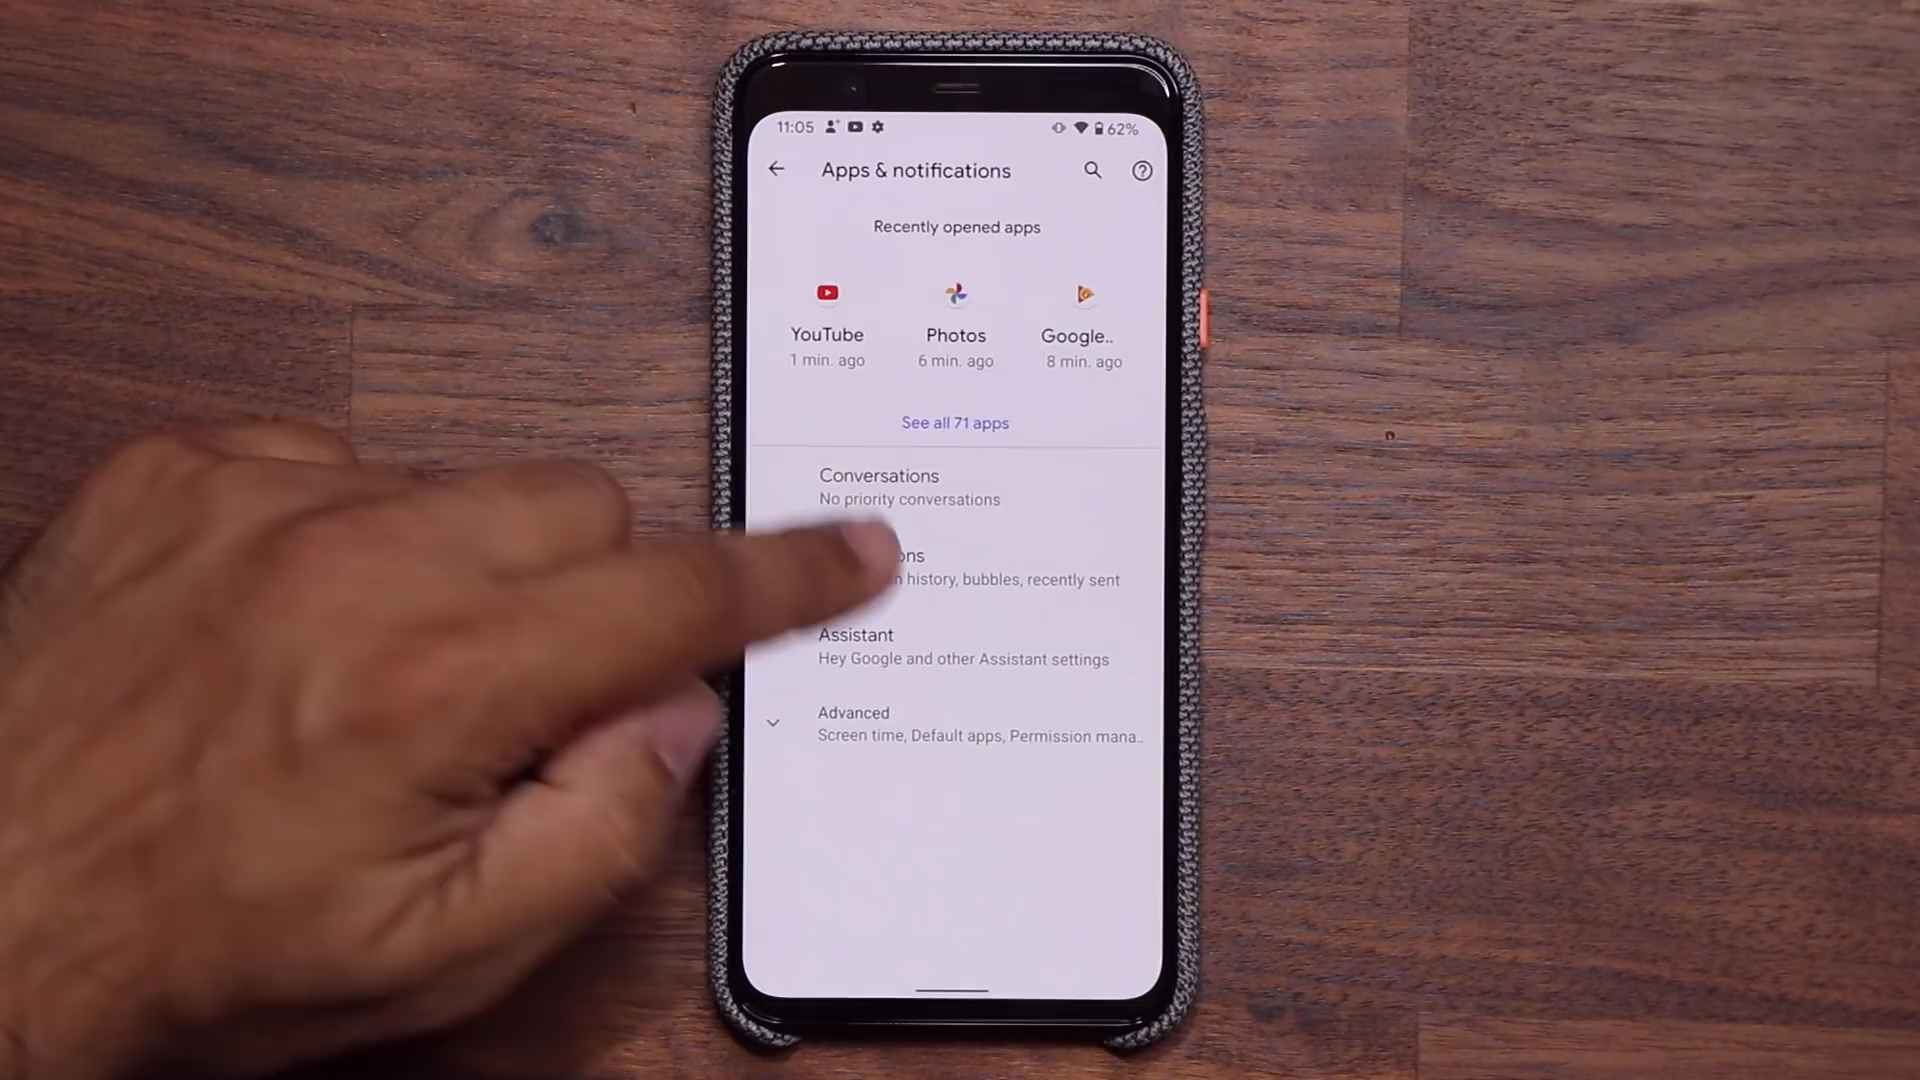 11:05
62%
Apps & notifications
Recently opened apps
YouTube
Photos
Google..
1 min. ago
6 min. ago
8 min. ago
See all 71 apps
Conversations
No priority conversations
ons
n history, bubbles, recently sent
Assistant
Hey Google and other Assistant settings
Advanced
Screen time, Default apps, Permission mana..